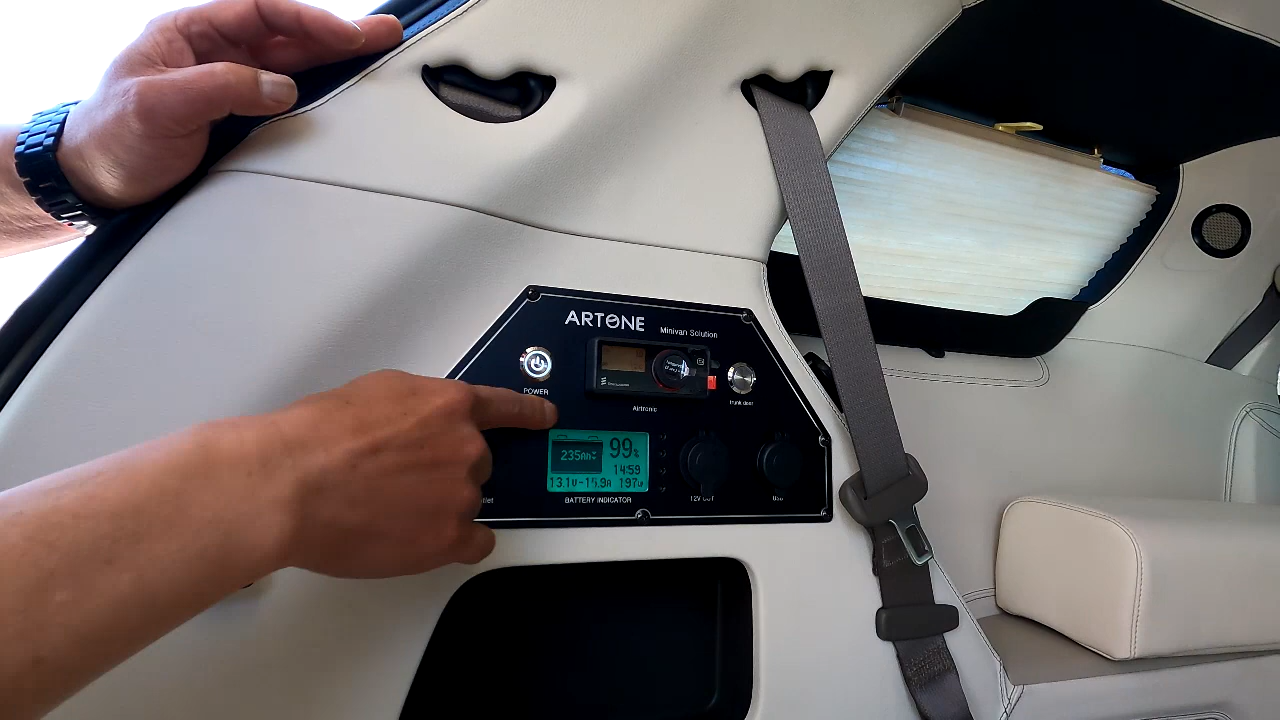 ARTONE
Minivan Solution
POWER
trunk door
Airtronic
235Ah
99%
14:59
13.1V-15.9A 197W
BATTERY INDICATOR
12V OUT
USB